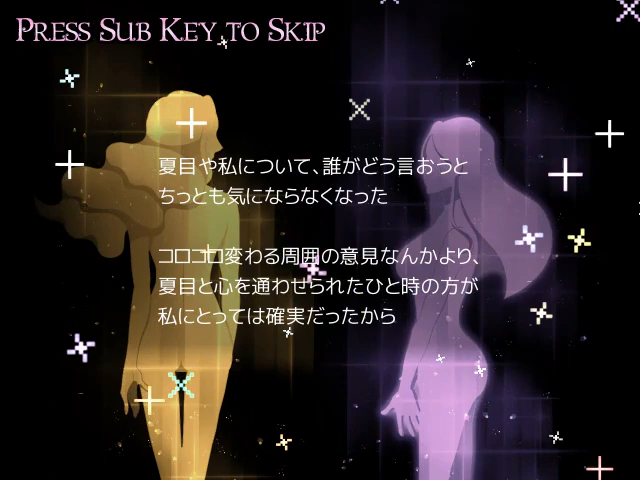 PRESS SUB KEY TO SKIP
夏目や私について、誰がどう言おうと
ちっとも気にならなくなった
コロコロ変わる周囲の意見なんかより、
夏目と心を通わせられたひと時の方が
私にとっては確実だったから